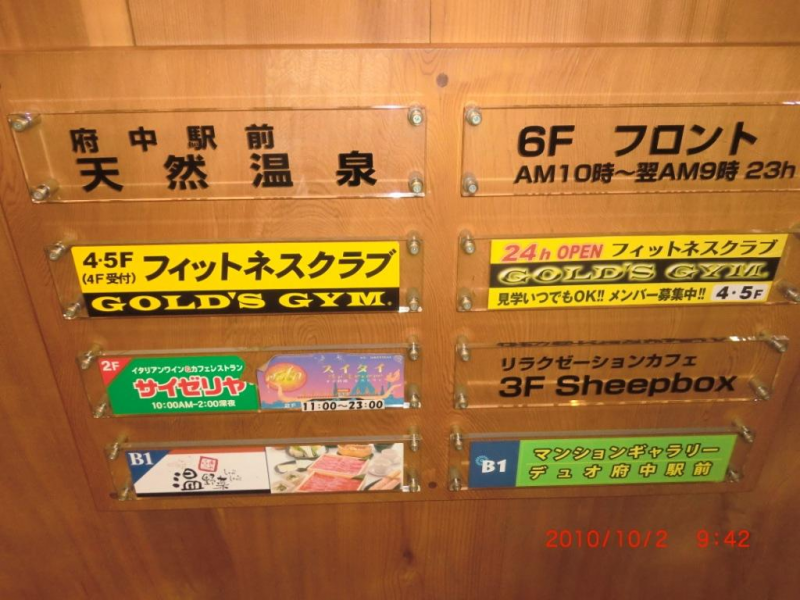 府中駅前
天然温泉
6F フロント
AM10時～翌AM9時 23h
4・5F
(4F受付)
フィットネスクラブ
GOLD'S GYM.
24h OPEN フィットネスクラブ
GOLD'S GYM.
見学いつでもOK!! メンバー募集中!! 4・5F
2F
イタリアンワイン&カフェレストラン
サイゼリヤ
10:00AM~2:00深夜
スイタイ
11:00～23:00
リラクゼーションカフェ
3F Sheepbox
B1
温野菜
B1
マンションギャラリー
デュオ府中駅前
2010/10/2 9:42